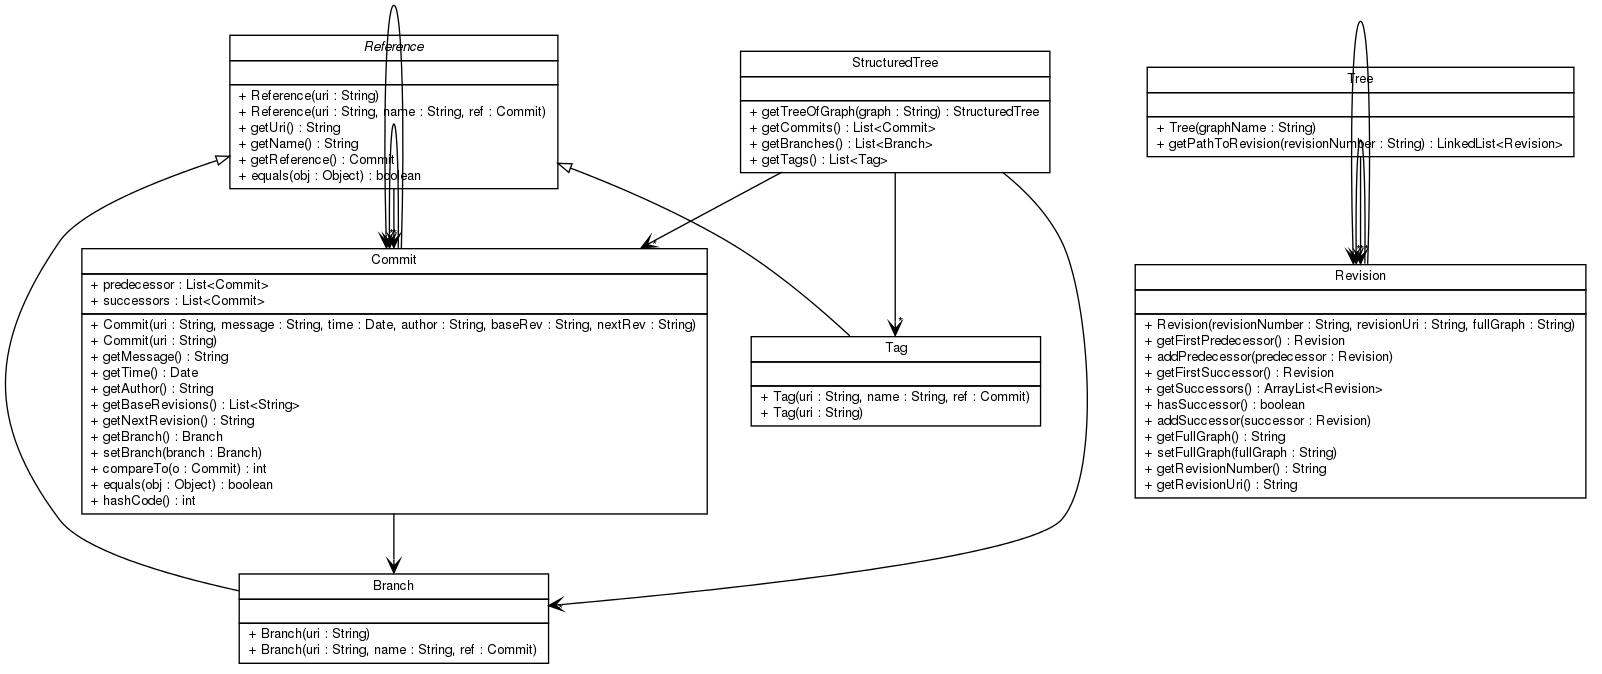 Reference
+ Reference(uri : String)
+ Reference(uri : String, name : String, ref : Commit)
+ getUri() : String
+ getName() : String
+ getReference() : Commit
+ equals(obj : Object) : boolean
StructuredTree
+ getTreeOfGraph(graph : String) : StructuredTree
+ getCommits() : List<Commit>
+ getBranches() : List<Branch>
+ getTags() : List<Tag>
Tree
+ Tree(graphName : String)
+ getPathToRevision(revisionNumber : String) : LinkedList<Revision>
Commit
+ predecessor : List<Commit>
+ successors : List<Commit>
+ Commit(uri : String, message : String, time : Date, author : String, baseRev : String, nextRev : String)
+ Commit(uri : String)
+ getMessage() : String
+ getTime() : Date
+ getAuthor() : String
+ getBaseRevisions() : List<String>
+ getNextRevision() : String
+ getBranch() : Branch
+ setBranch(branch : Branch)
+ compareTo(o : Commit) : int
+ equals(obj : Object) : boolean
+ hashCode() : int
*
Tag
+ Tag(uri : String, name : String, ref : Commit)
+ Tag(uri : String)
Revision
+ Revision(revisionNumber : String, revisionUri : String, fullGraph : String)
+ getFirstPredecessor() : Revision
+ addPredecessor(predecessor : Revision)
+ getFirstSuccessor() : Revision
+ getSuccessors() : ArrayList<Revision>
+ hasSuccessor() : boolean
+ addSuccessor(successor : Revision)
+ getFullGraph() : String
+ setFullGraph(fullGraph : String)
+ getRevisionNumber() : String
+ getRevisionUri() : String
Branch
+ Branch(uri : String)
+ Branch(uri : String, name : String, ref : Commit)